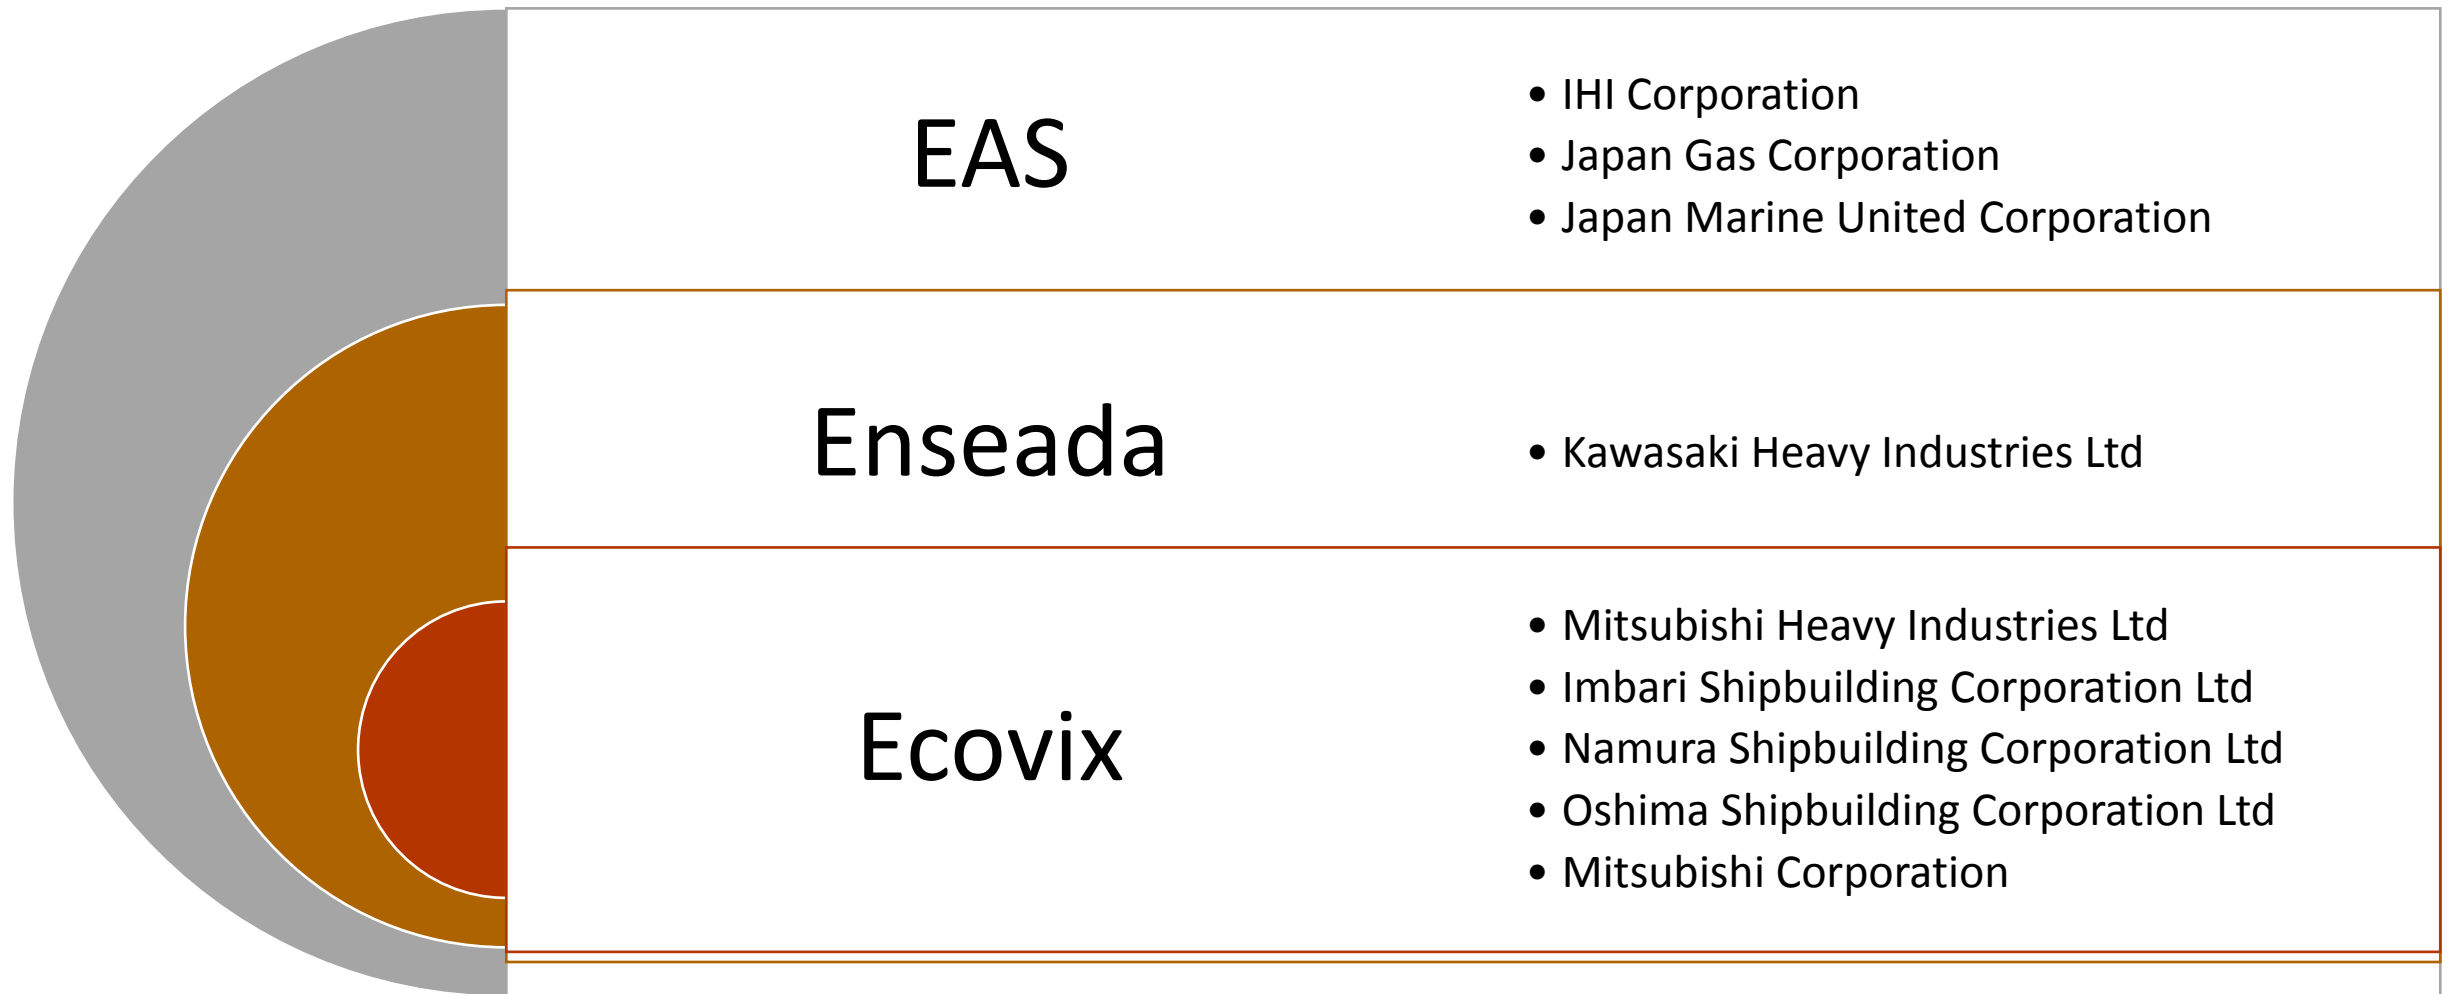 EAS
• IHI Corporation
• Japan Gas Corporation
• Japan Marine United Corporation
Enseada
• Kawasaki Heavy Industries Ltd
Ecovix
• Mitsubishi Heavy Industries Ltd
• Imbari Shipbuilding Corporation Ltd
• Namura Shipbuilding Corporation Ltd
• Oshima Shipbuilding Corporation Ltd
• Mitsubishi Corporation